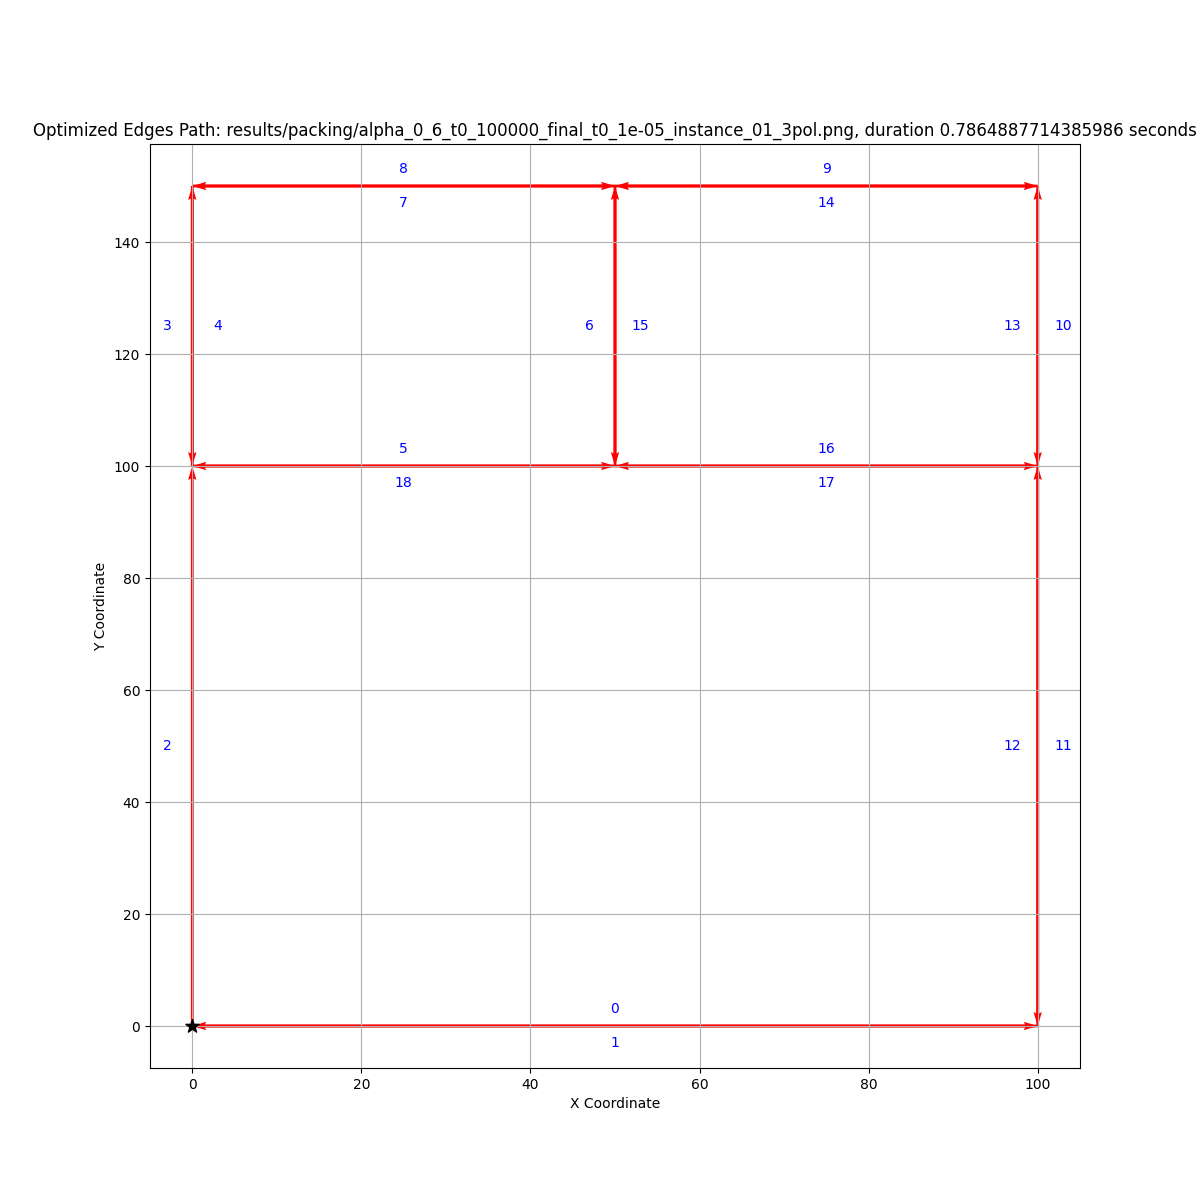 Optimized Edges Path: results/packing/alpha_0_6_t0_100000_final_t0_1e-05_instance_01_3pol.png, duration 0.7864887714385986 seconds
8 9
7 14
140
3 4 6 15 13 10
120
5 16
100
18 17
80
Y Coordinate
60
2 12 11
40
20
0
0
1
0 20 40 60 80 100
X Coordinate